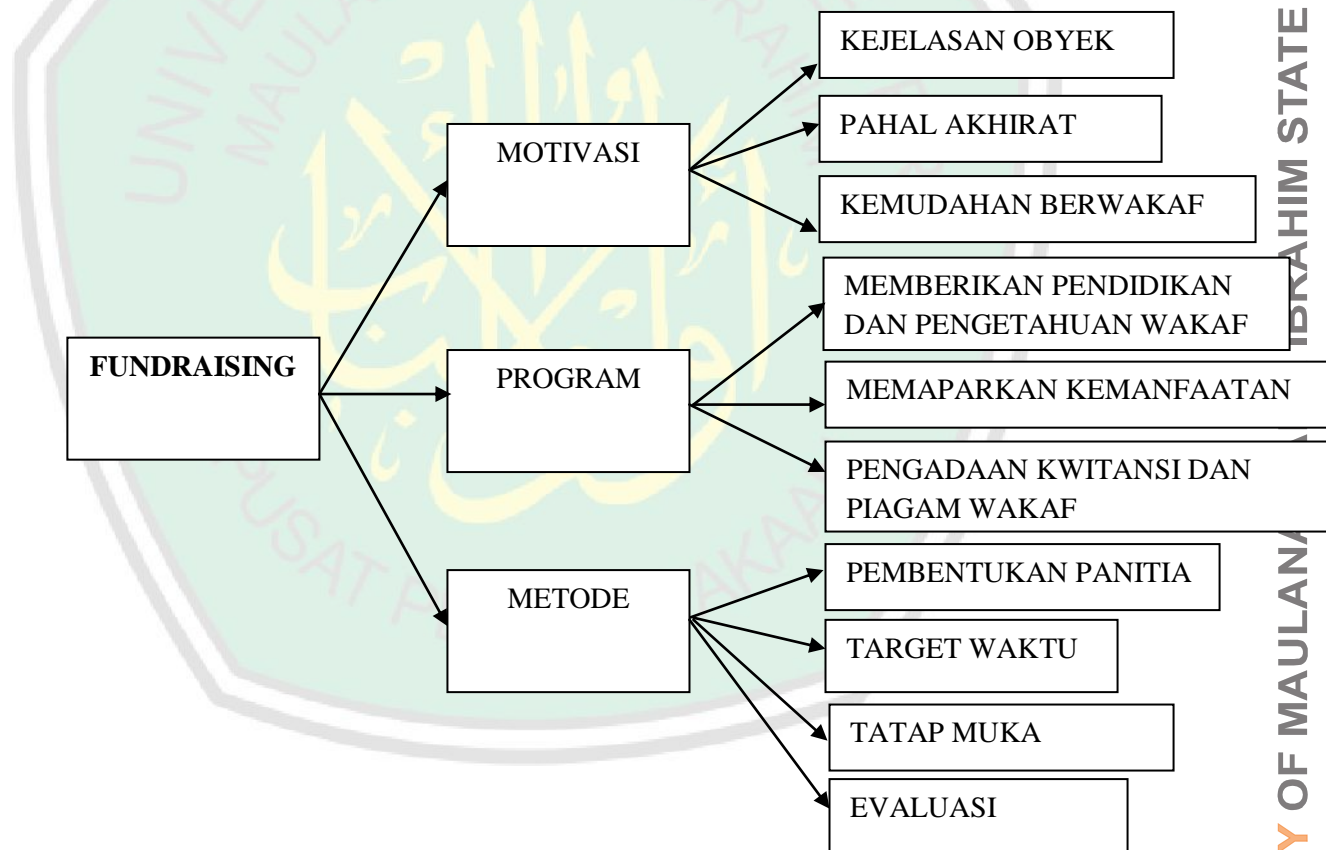 FUNDRAISING
MOTIVASI
KEJELASAN OBYEK
PAHAL AKHIRAT
KEMUDAHAN BERWAKAF
PROGRAM
MEMBERIKAN PENDIDIKAN
DAN PENGETAHUAN WAKAF
MEMAPARKAN KEMANFAATAN
PENGADAAN KWITANSI DAN
PIAGAM WAKAF
METODE
PEMBENTUKAN PANITIA
TARGET WAKTU
TATAP MUKA
EVALUASI
Y OF MAULANA IBRAHIM STATE